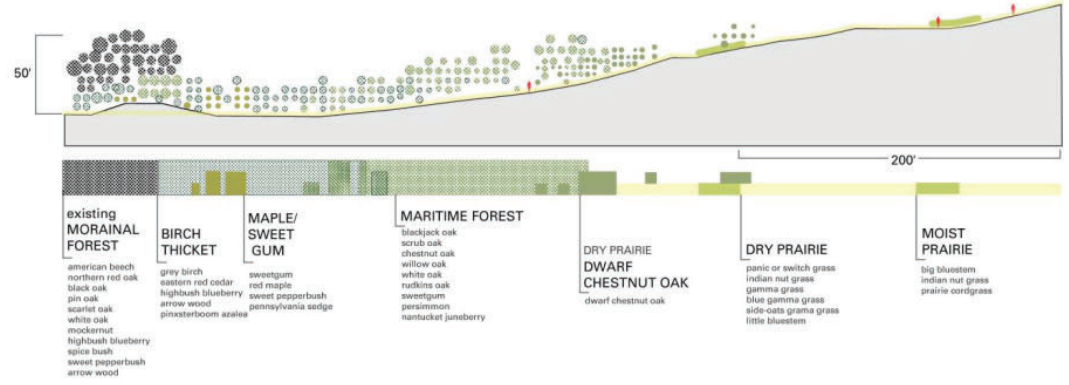 50'
200'
existing
MORAINAL
FOREST
american beech
northern red oak
black oak
pin oak
scarlet oak
white oak
mockernut
highbush blueberry
spice bush
sweet pepperbush
arrow wood
BIRCH
THICKET
grey birch
eastern red cedar
highbush blueberry
arrow wood
pinxsterboom azalea
MAPLE/
SWEET
GUM
sweetgum
red maple
sweet pepperbush
pennsylvania sedge
MARITIME FOREST
blackjack oak
scrub oak
chestnut oak
willow oak
white oak
rudkins oak
sweetgum
persimmon
nantucket juneberry
DRY PRAIRIE
DWARF
CHESTNUT OAK
dwarf chestnut oak
DRY PRAIRIE
panic or switch grass
indian nut grass
gamma grass
blue gamma grass
side-oats grama grass
little bluestem
MOIST
PRAIRIE
big bluestem
indian nut grass
prairie cordgrass